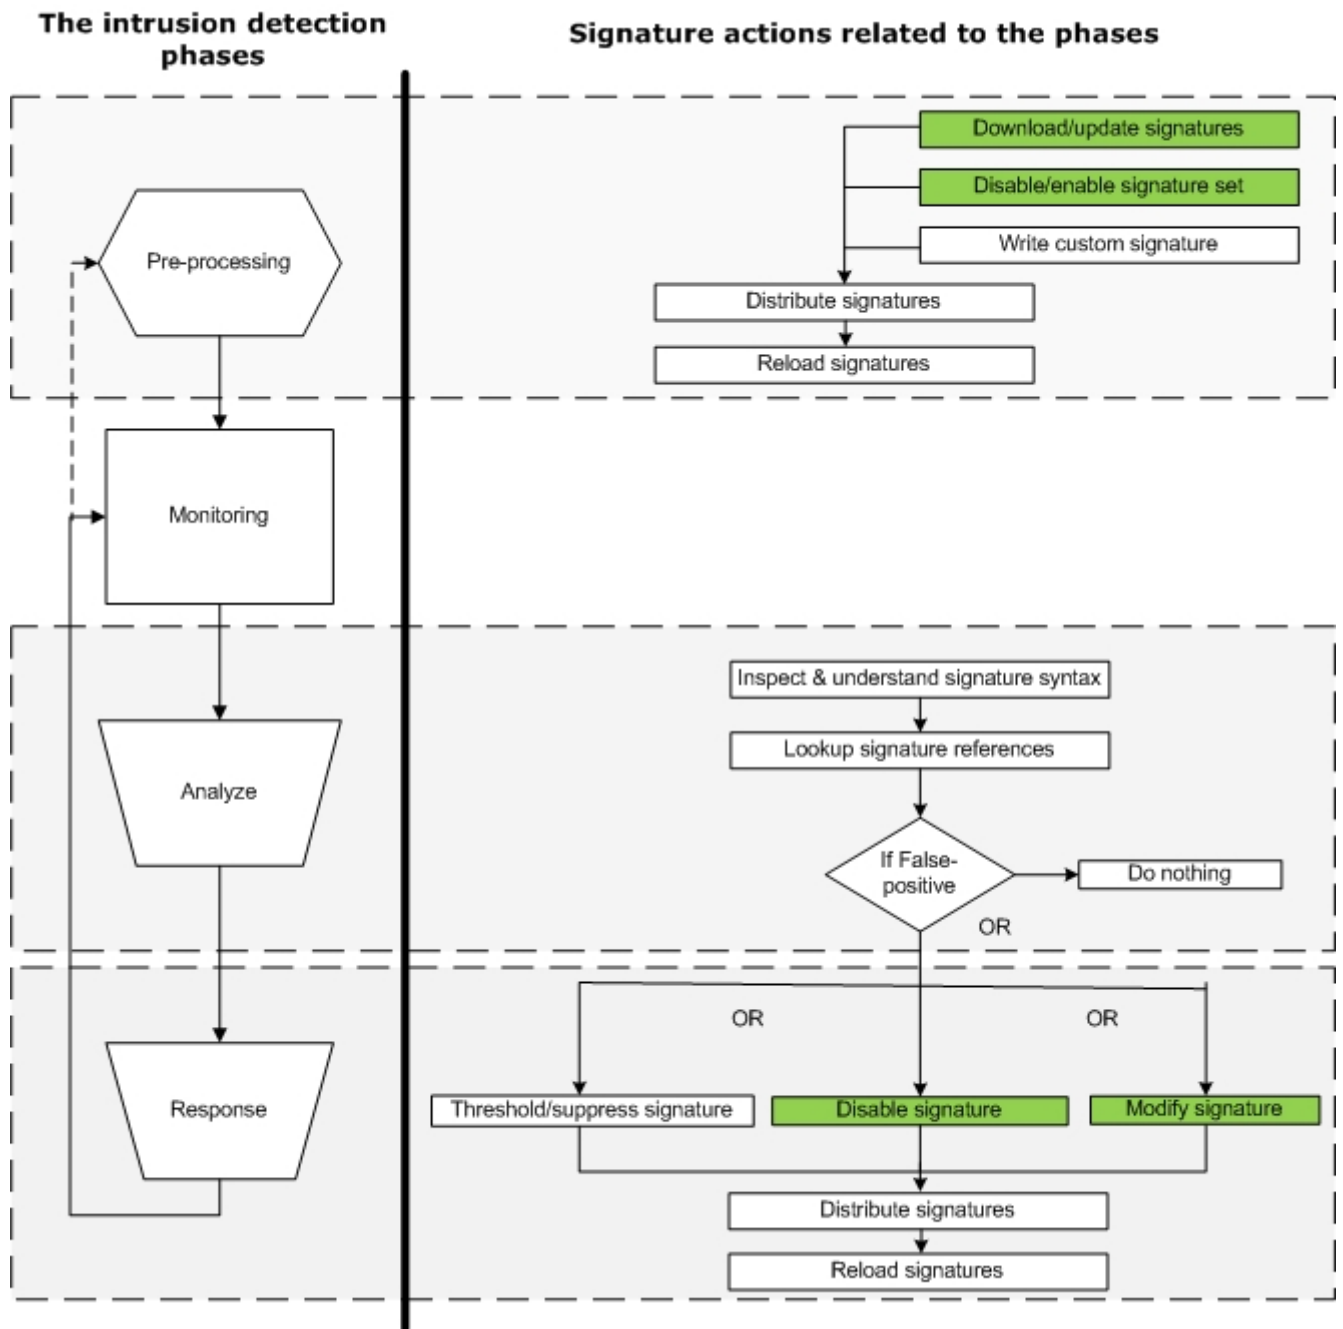 The intrusion detection
phases
Signature actions related to the phases
Download/update signatures
Disable/enable signature set
Write custom signature
Pre-processing
Distribute signatures
Reload signatures
Monitoring
Inspect & understand signature syntax
Lookup signature references
Analyze
If False-
positive
Do nothing
OR
OR
OR
Response
Threshold/suppress signature
Disable signature
Modify signature
Distribute signatures
Reload signatures